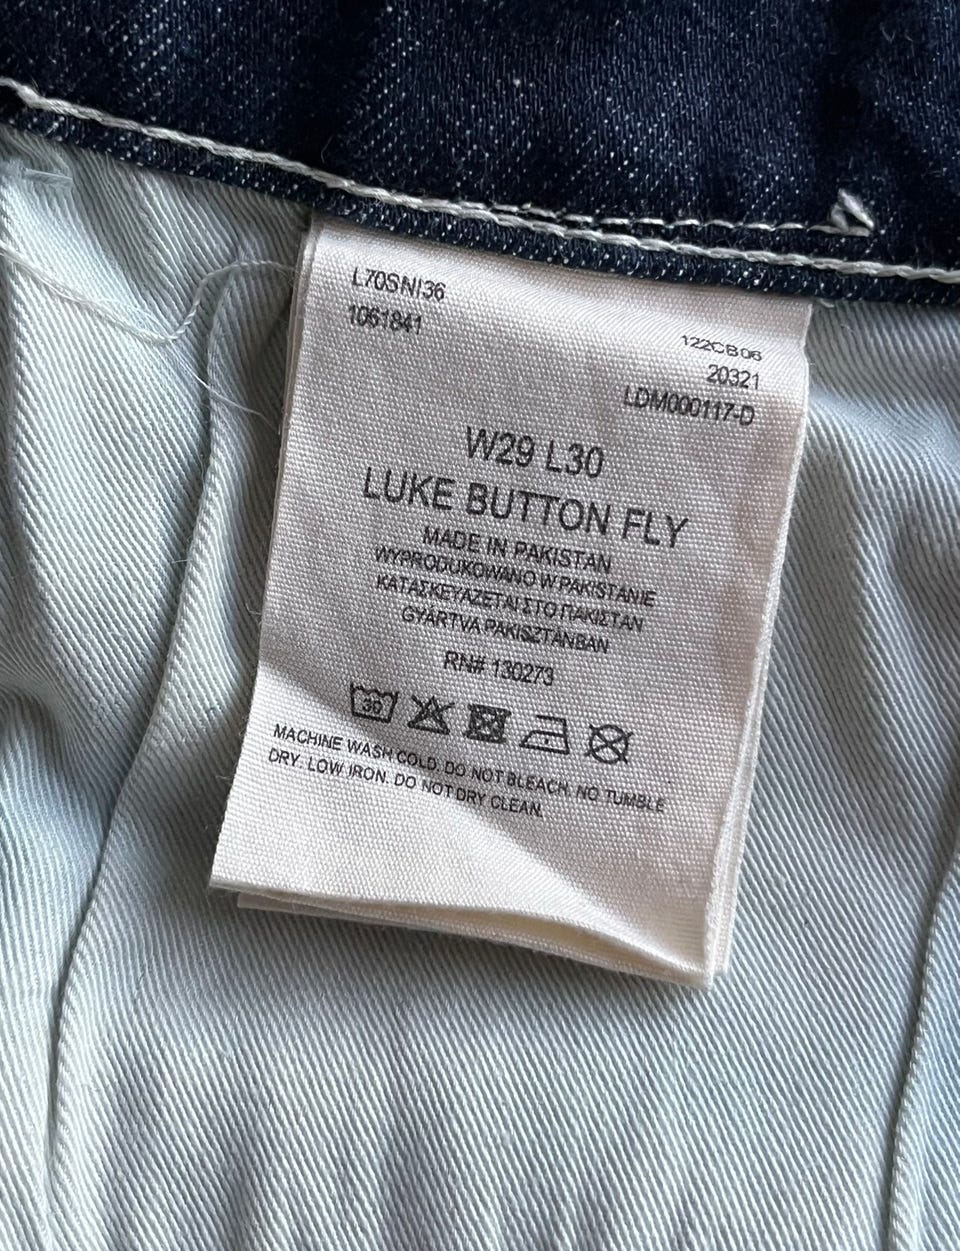 L70SNI36
1061841
122CB06
20321
LDM000117-D
W29 L30
LUKE BUTTON FLY
MADE IN PAKISTAN
WYPRODUKOWANO W PAKISTANIE
ΚΑΤΑΣΚΕΥΑΖΕΤΑΙ ΣΤΟ ΠΑΚΙΣΤΑΝ
GYÁRTVA PAKISZTÁNBAN
RN# 130273
30
MACHINE WASH COLD. DO NOT BLEACH. NO TUMBLE
DRY. LOW IRON. DO NOT DRY CLEAN.